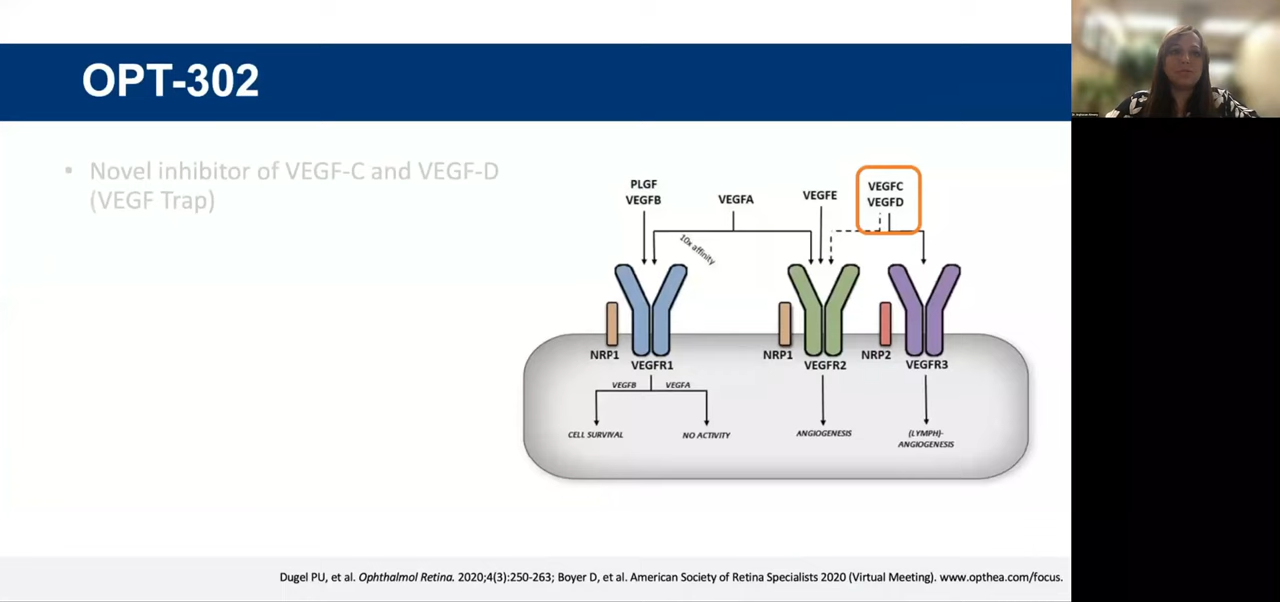 OPT-302
• Novel inhibitor of VEGF-C and VEGF-D
(VEGF Trap)
PLGF
VEGFB
VEGFA
VEGFE
VEGFC
VEGFD
10x affinity
NRP1
VEGFR1
NRP1
VEGFR2
NRP2
VEGFR3
VEGFB
VEGFA
CELL SURVIVAL
NO ACTIVITY
ANGIOGENESIS
(LYMPH)-
ANGIOGENESIS
Dugel PU, et al. Ophthalmol Retina. 2020;4(3):250-263; Boyer D, et al. American Society of Retina Specialists 2020 (Virtual Meeting). www.opthea.com/focus.